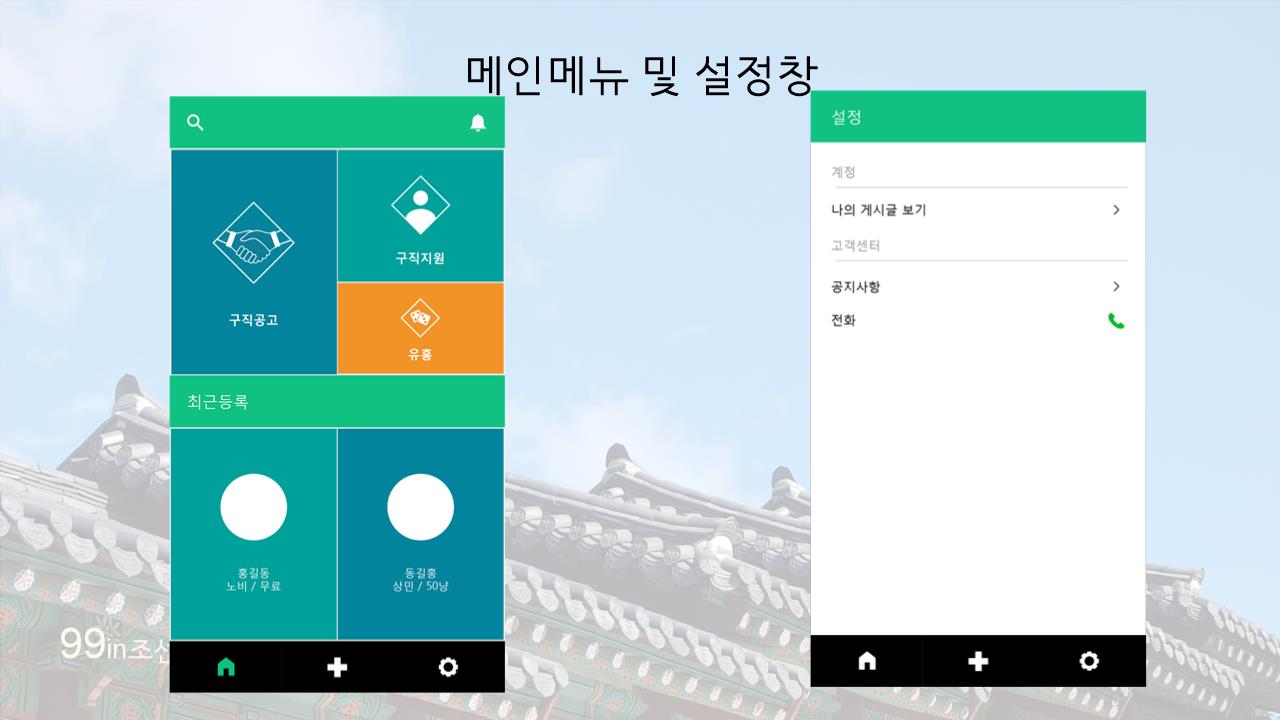 메인메뉴 및 설정창
구직공고
구직지원
유흥
최근등록
홍길동
노비 / 무료
동길홍
상민 / 50냥
99in조선
설정
계정
나의 게시글 보기
고객센터
공지사항
전화